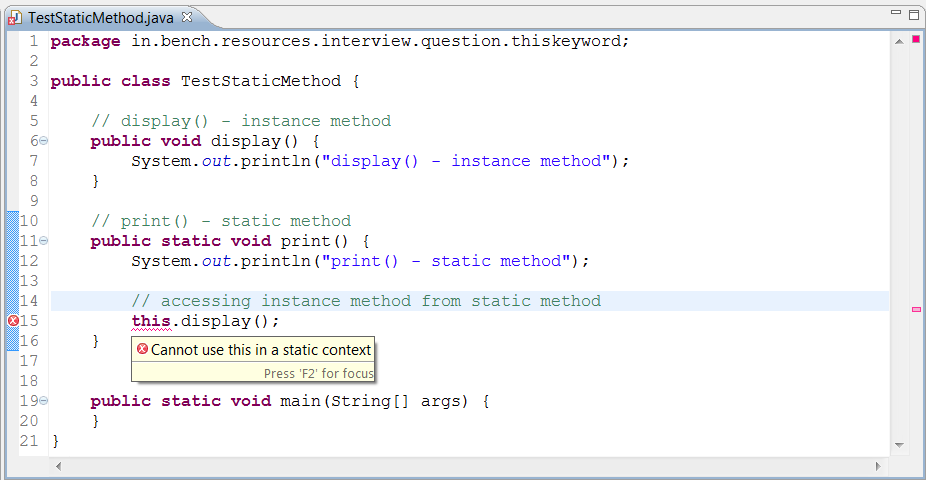 TestStaticMethod.java
1 package in.bench.resources.interview.question.thiskeyword;
2
3 public class TestStaticMethod {
4
5     // display() - instance method
6     public void display() {
7         System.out.println("display() - instance method");
8     }
9
10     // print() - static method
11     public static void print() {
12         System.out.println("print() - static method");
13
14         // accessing instance method from static method
15         this.display();
16     }
Cannot use this in a static context
17
Press 'F2' for focus
18
19     public static void main(String[] args) {
20     }
21 }